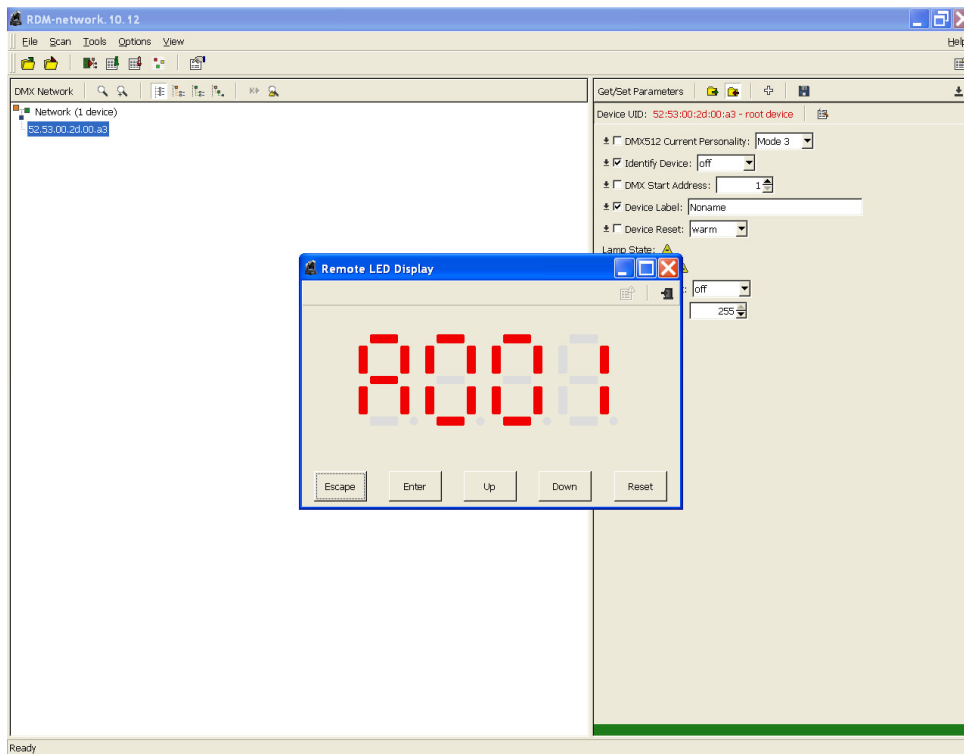 RDM-network. 10. 12
File Scan Tools Options View Help
DMX Network
Get/Set Parameters
Network (1 device)
52.53.00.2d.00.a3
Device UID: 52:53:00:2d:00:a3 - root device
DMX512 Current Personality: Mode 3
Identify Device: off
DMX Start Address: 1
Device Label: Noname
Device Reset: warm
Lamp State:
: off
255
Remote LED Display
A001
Escape Enter Up Down Reset
Ready